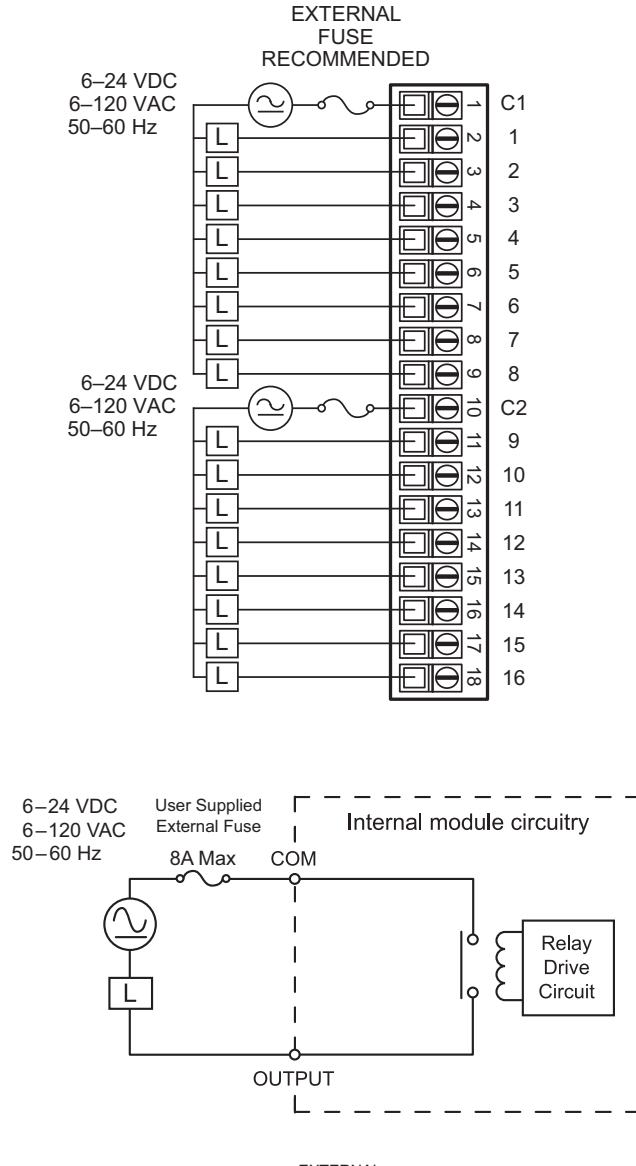 EXTERNAL
FUSE
RECOMMENDED
6–24 VDC
6–120 VAC
50–60 Hz
1 C1
L 2 1
L 3 2
L 4 3
L 5 4
L 6 5
L 7 6
L 8 7
L 9 8
6–24 VDC
6–120 VAC
50–60 Hz
10 C2
L 11 9
L 12 10
L 13 11
L 14 12
L 15 13
L 16 14
L 17 15
L 18 16
6–24 VDC
6–120 VAC
50–60 Hz
User Supplied
External Fuse
8A Max
COM
Internal module circuitry
L
Relay
Drive
Circuit
OUTPUT
EXTERNAL